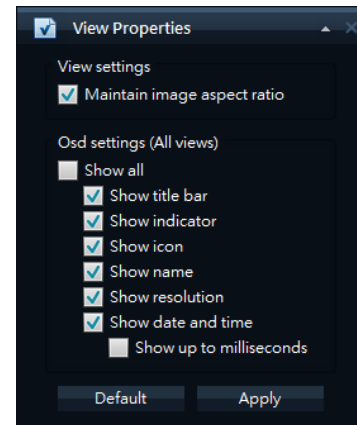 View Properties
View settings
Maintain image aspect ratio
Osd settings (All views)
Show all
Show title bar
Show indicator
Show icon
Show name
Show resolution
Show date and time
Show up to milliseconds
Default Apply